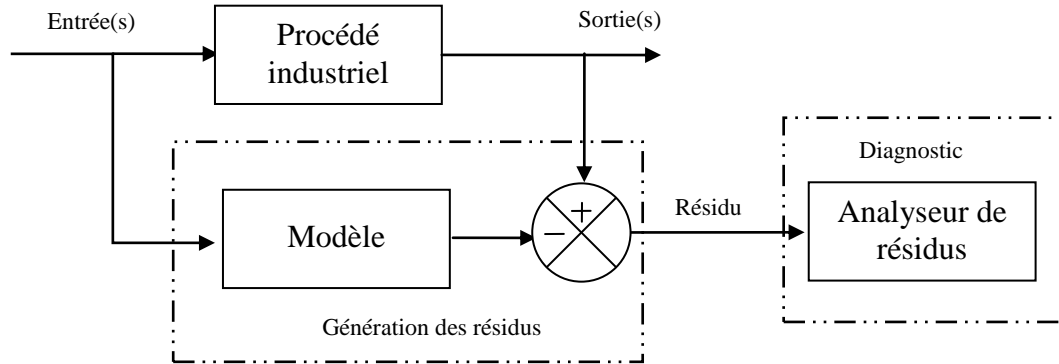 Entrée(s)
Sortie(s)
Procédé
industriel
Diagnostic
Modèle
+
−
Résidu
Analyseur de
résidus
Génération des résidus